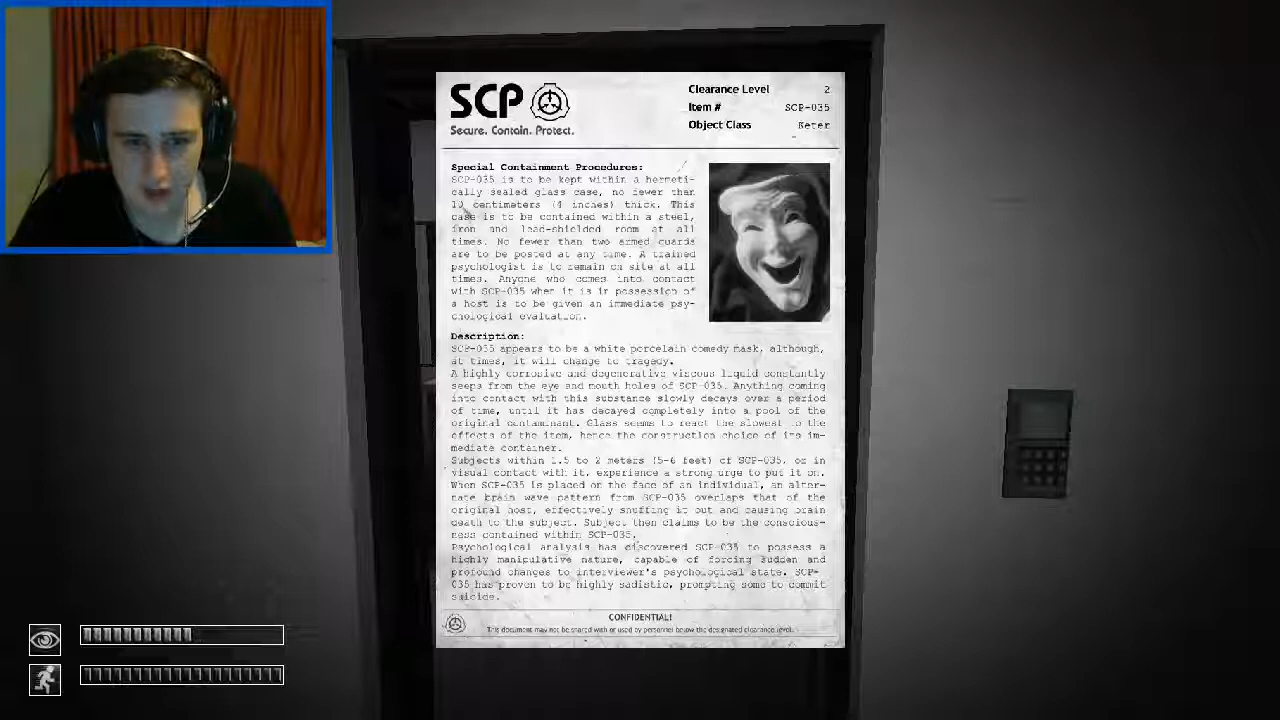 SCP
Secure. Contain. Protect.
Clearance Level 2
Item # SCP-035
Object Class Keter
Special Containment Procedures:
SCP-035 is to be kept within a hermeti-
cally sealed glass case, no fewer than
10 centimeters (4 inches) thick. This
case is to be contained within a steel,
iron and lead-shielded room at all
times. No fewer than two armed guards
are to be posted at any time. A trained
psychologist is to remain on site at all
times. Anyone who comes into contact
with SCP-035 when it is in possession of
a host is to be given an immediate psy-
chological evaluation.
Description:
SCP-035 appears to be a white porcelain comedy mask, although,
at times, it will change to tragedy.
A highly corrosive and degenerative viscous liquid constantly
seeps from the eye and mouth holes of SCP-035. Anything coming
into contact with this substance slowly decays over a period
of time, until it has decayed completely into a pool of the
original contaminant. Glass seems to react the slowest to the
effects of the item, hence the construction choice of its im-
mediate container.
Subjects within 1.5 to 2 meters (5-6 feet) of SCP-035, or in
visual contact with it, experience a strong urge to put it on.
When SCP-035 is placed on the face of an individual, an alter-
nate brain wave pattern from SCP-035 overlaps that of the
original host, effectively snuffing it out and causing brain
death to the subject. Subject then claims to be the conscious-
ness contained within SCP-035.
Psychological analysis has discovered SCP-035 to possess a
highly manipulative nature, capable of forcing sudden and
profound changes to interviewer's psychological state. SCP-
035 has proven to be highly sadistic, prompting some to commit
suicide.
CONFIDENTIAL!
This document may not be shared with or used by personnel below the designated clearance level.